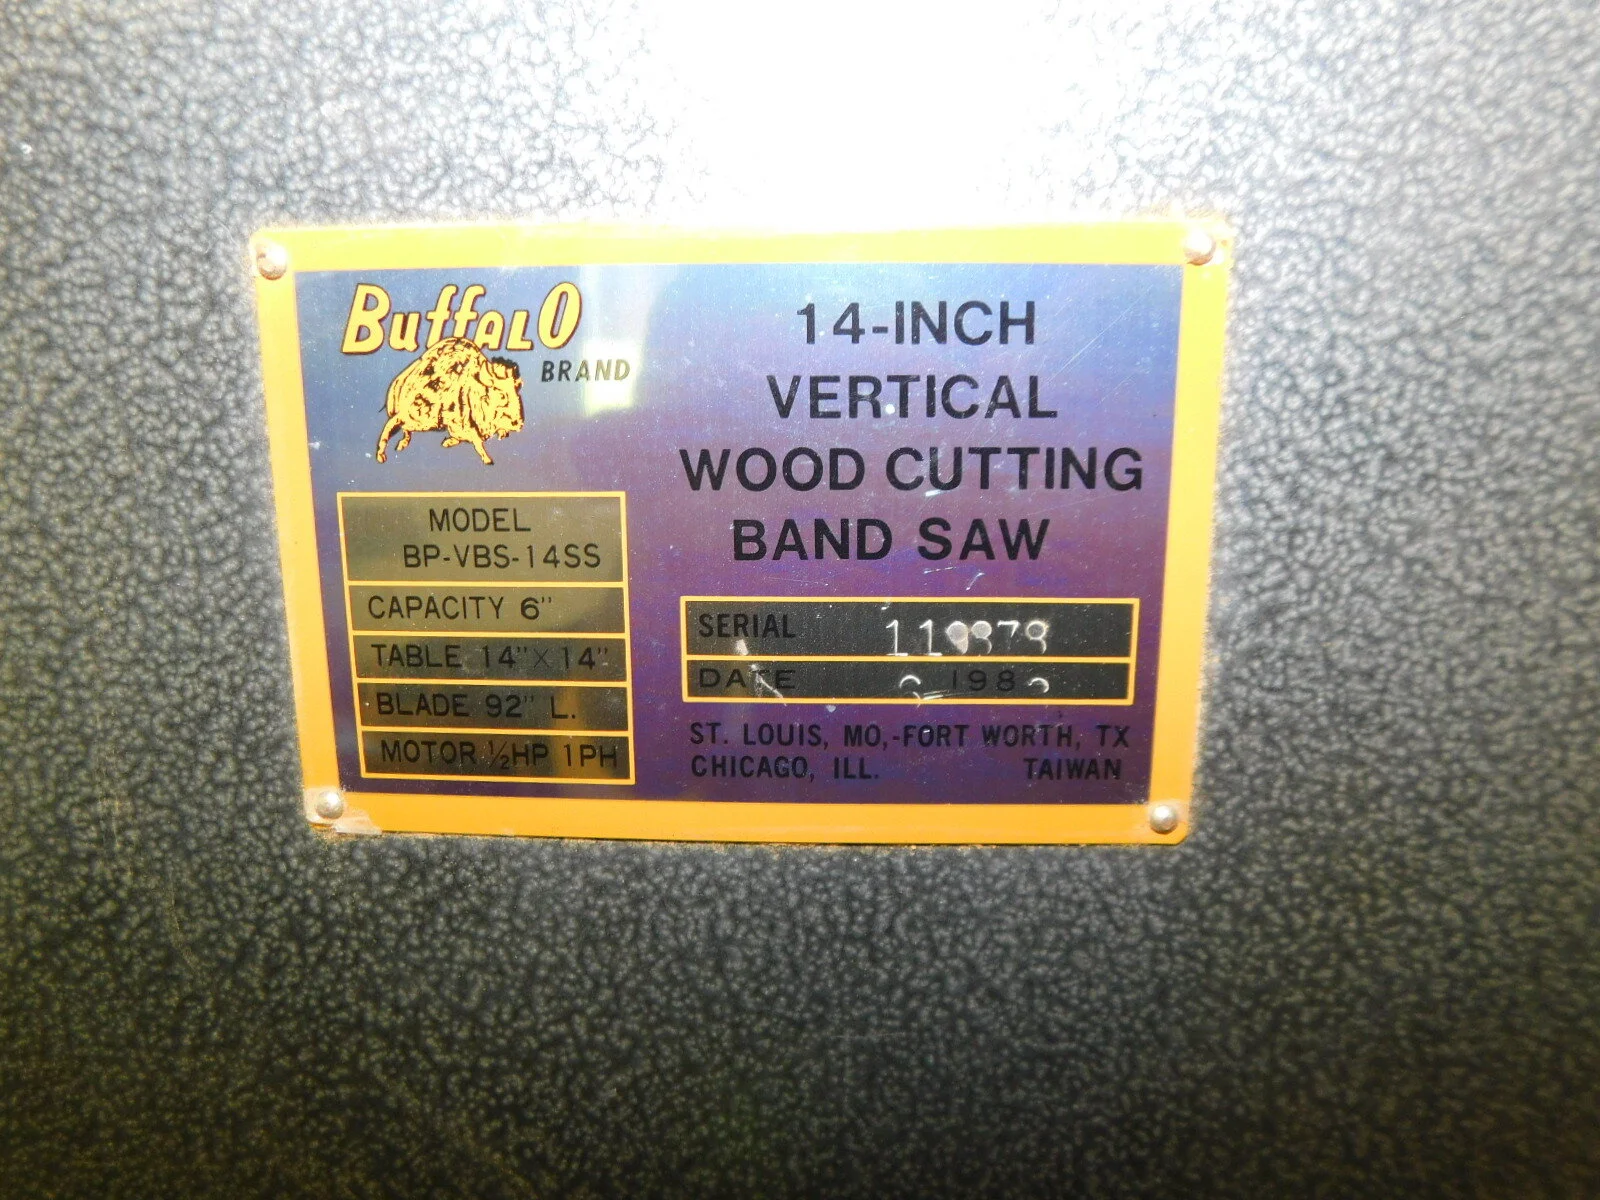 Buffalo
BRAND
14-INCH
VERTICAL
WOOD CUTTING
BAND SAW
MODEL
BP-VBS-14SS
CAPACITY 6"
TABLE 14" X 14"
BLADE 92" L.
MOTOR 1/2HP 1PH
SERIAL
DATE
ST. LOUIS, MO,-FORT WORTH, TX
CHICAGO, ILL. TAIWAN